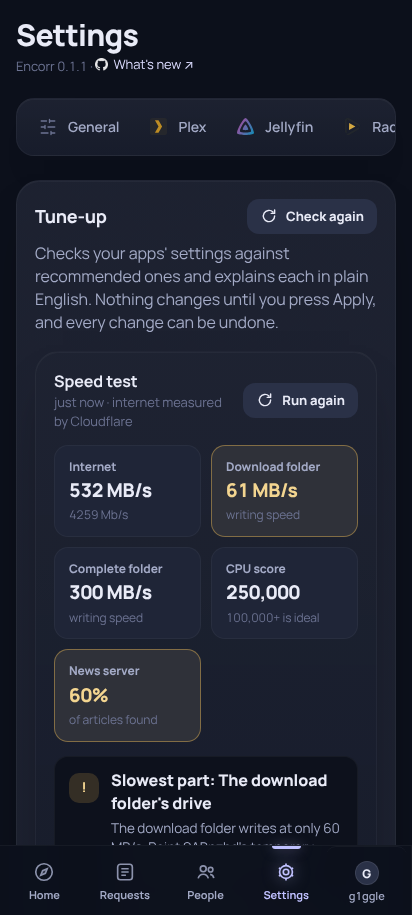 Settings
Encorr 0.1.1 · What's new ↗
General Plex Jellyfin Rac
Tune-up
Check again
Checks your apps' settings against
recommended ones and explains each in plain
English. Nothing changes until you press Apply,
and every change can be undone.
Speed test
just now · internet measured
by Cloudflare
Run again
Internet
532 MB/s
4259 Mb/s
Download folder
61 MB/s
writing speed
Complete folder
300 MB/s
writing speed
CPU score
250,000
100,000+ is ideal
News server
60%
of articles found
!
Slowest part: The download
folder's drive
The download folder writes at only 60
G
Home Requests People Settings g1ggle